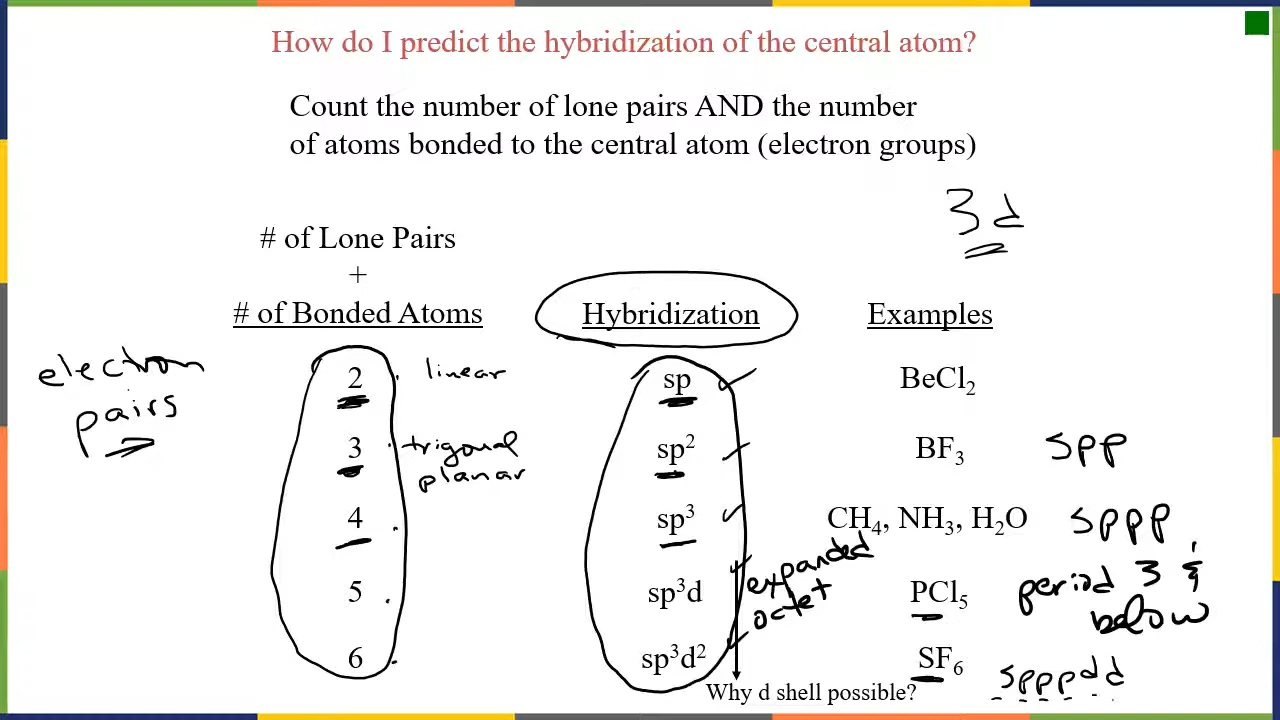 How do I predict the hybridization of the central atom?
Count the number of lone pairs AND the number
of atoms bonded to the central atom (electron groups)
3d
# of Lone Pairs
+
# of Bonded Atoms
Hybridization
Examples
electron
pairs
2
linear
sp
BeCl₂
3
trigonal
planar
sp²
BF₃
spp
4
sp³
CH₄, NH₃, H₂O
sppp
5
sp³d
expanded
octet
PCl₅
period 3 &
below
6
sp³d²
SF₆
spppdd
Why d shell possible?